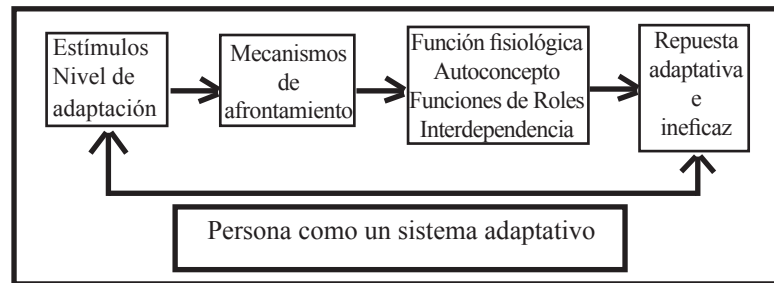 Estímulos
Nivel de
adaptación
Mecanismos
de
afrontamiento
Función fisiológica
Autoconcepto
Funciones de Roles
Interdependencia
Repuesta
adaptativa
e
ineficaz
Persona como un sistema adaptativo